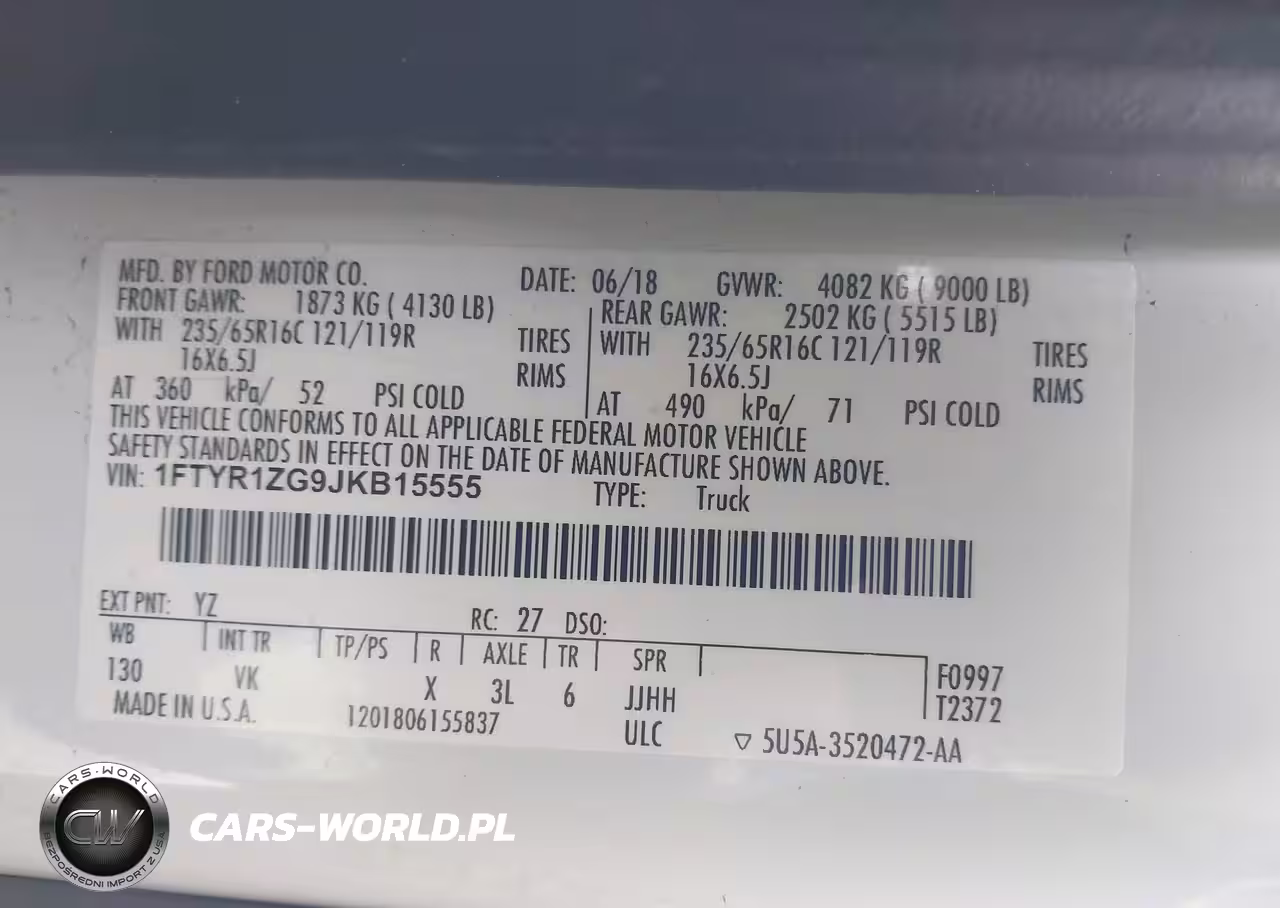 MFD. BY FORD MOTOR CO. DATE: 06/18 GVWR: 4082 KG ( 9000 LB)
FRONT GAWR: 1873 KG ( 4130 LB) REAR GAWR: 2502 KG ( 5515 LB)
WITH 235/65R16C 121/119R TIRES WITH 235/65R16C 121/119R TIRES
16X6.5J RIMS 16X6.5J RIMS
AT 360 kPa/ 52 PSI COLD AT 490 kPa/ 71 PSI COLD
THIS VEHICLE CONFORMS TO ALL APPLICABLE FEDERAL MOTOR VEHICLE
SAFETY STANDARDS IN EFFECT ON THE DATE OF MANUFACTURE SHOWN ABOVE.
VIN: 1FTYR1ZG9JKB15555 TYPE: Truck
EXT PNT: YZ RC: 27 DSO:
WB INT TR TP/PS R AXLE TR SPR F0997
130 VK X 3L 6 JJHH T2372
MADE IN U.S.A. 1201806155837 ULC ▽ 5U5A-3520472-AA
CARS-WORLD
CW
BEZPOŚREDNI IMPORT Z USA
CARS-WORLD.PL